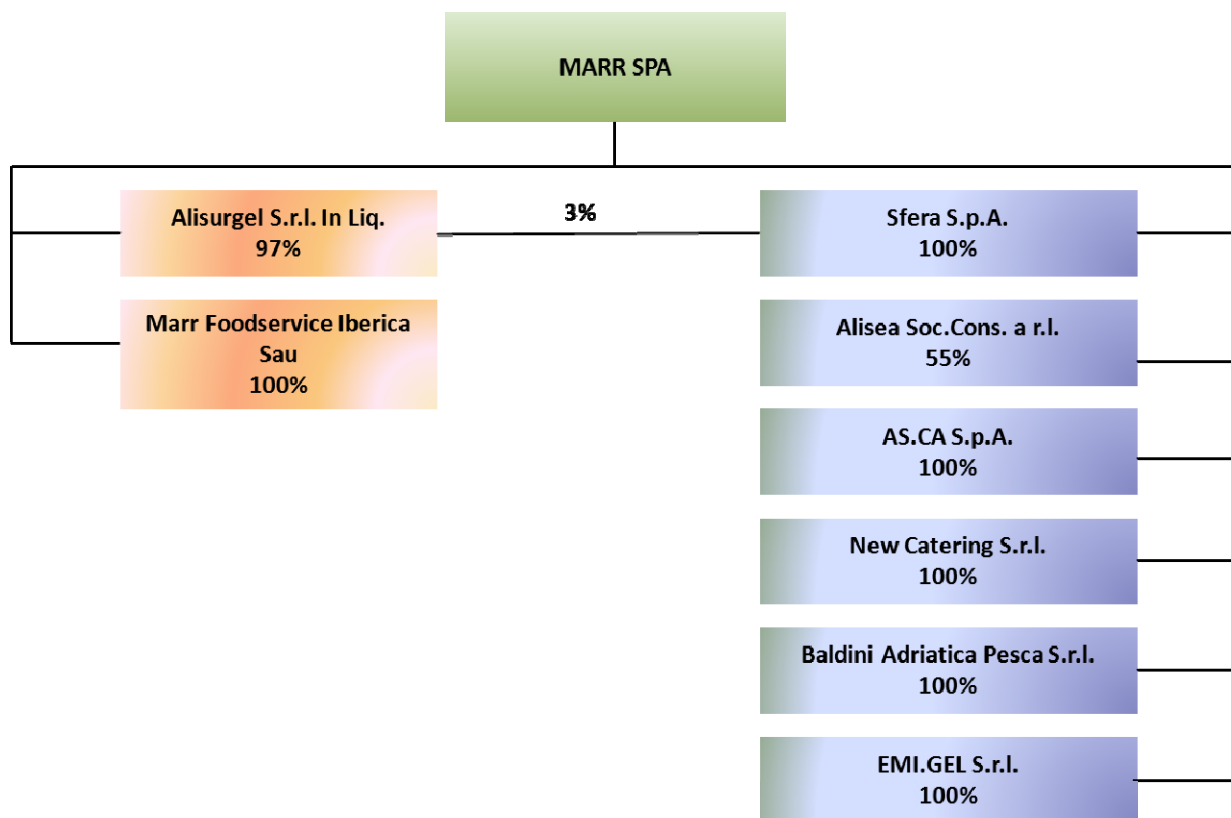 MARR SPA
Alisurgel S.r.l. In Liq.
97%
3%
Sfera S.p.A.
100%
Marr Foodservice Iberica
Sau
100%
Alisea Soc.Cons. a r.l.
55%
AS.CA S.p.A.
100%
New Catering S.r.l.
100%
Baldini Adriatica Pesca S.r.l.
100%
EMI.GEL S.r.l.
100%